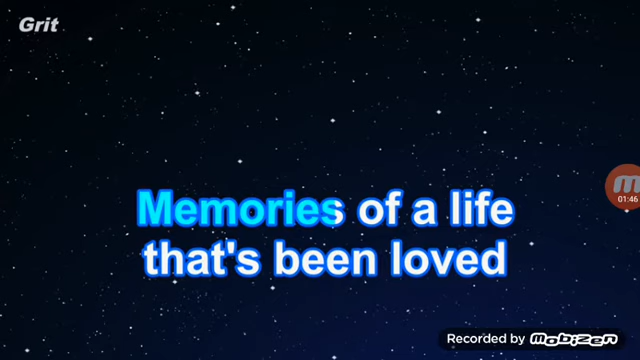 Grit
Memories of a life
that's been loved
01:46
Recorded by mobizen